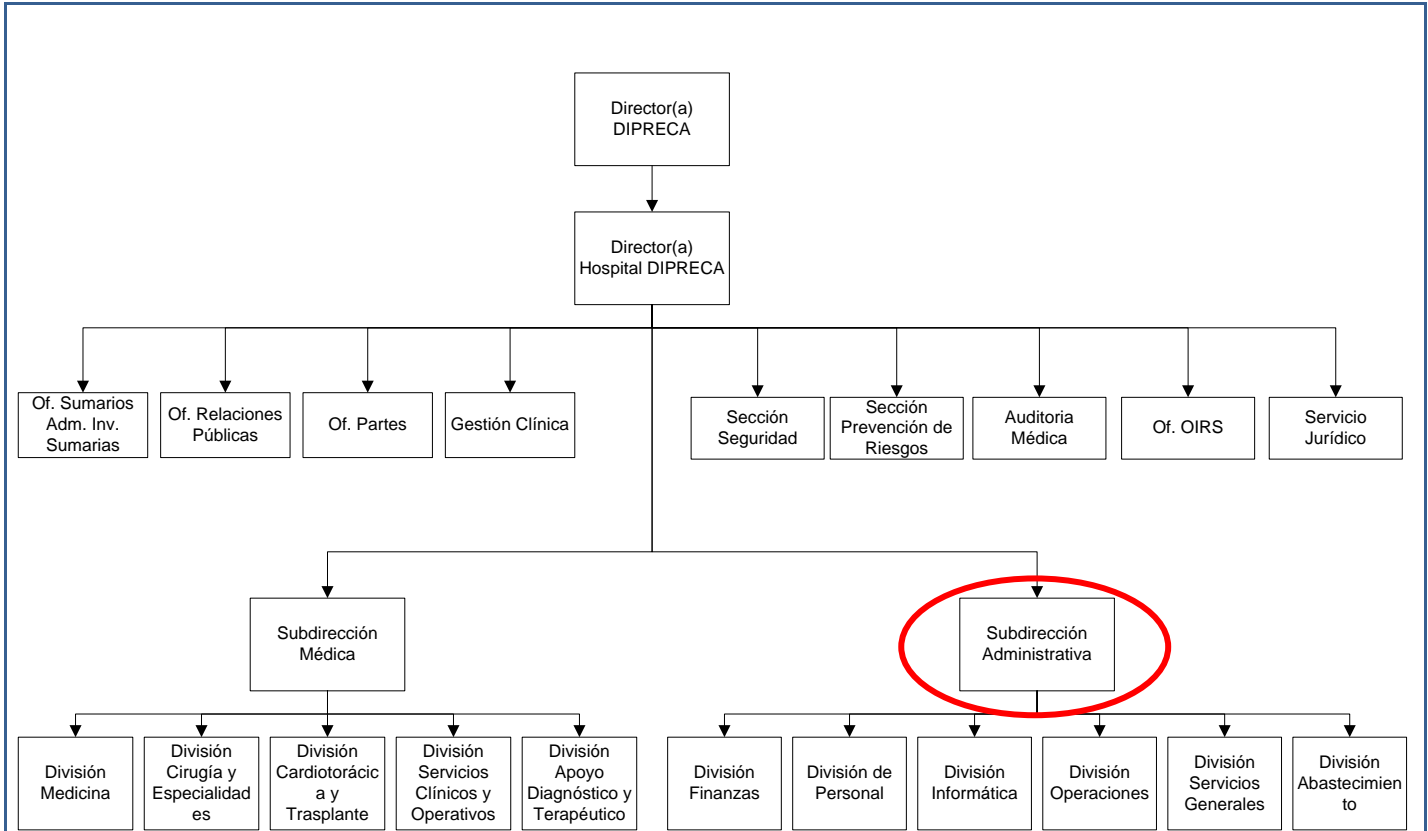 Director(a)
DIPRECA
Director(a)
Hospital DIPRECA
Of. Sumarios
Adm. Inv.
Sumarias
Of. Relaciones
Públicas
Of. Partes
Gestión Clínica
Sección
Seguridad
Sección
Prevención de
Riesgos
Auditoria
Médica
Of. OIRS
Servicio
Jurídico
Subdirección
Médica
Subdirección
Administrativa
División
Medicina
División
Cirugía y
Especialidad
es
División
Cardiotorácic
a y
Trasplante
División
Servicios
Clínicos y
Operativos
División
Apoyo
Diagnóstico y
Terapéutico
División
Finanzas
División de
Personal
División
Informática
División
Operaciones
División
Servicios
Generales
División
Abastecimien
to